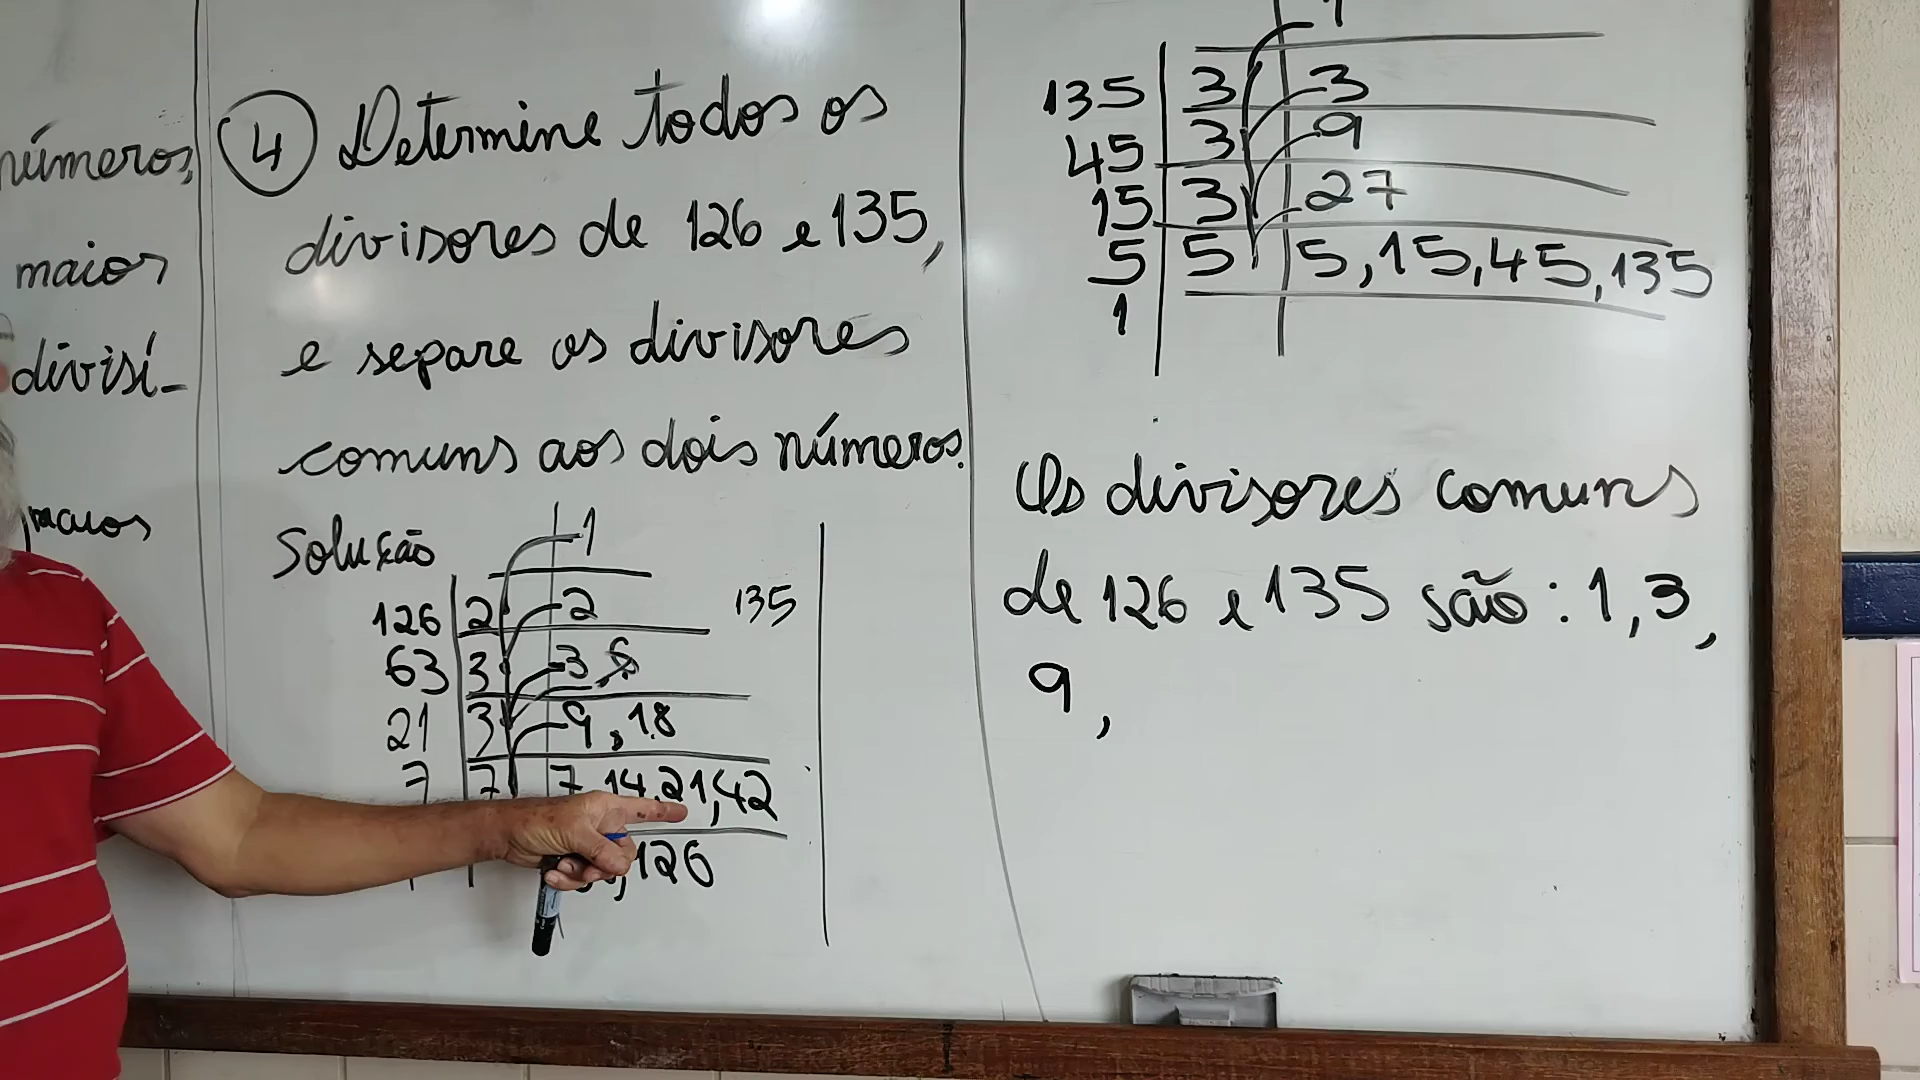 números,
maior
divisí-
maior
4 Determine todos os
divisores de 126 e 135,
e separe os divisores
comuns aos dois números.
Solução
1
126 2 2 135
63 3 3 6
21 3 9, 18
7 7 7, 14, 21, 42
, 126
1
135 3 3
45 3 9
15 3 27
5 5 5, 15, 45, 135
1
Os divisores comuns
de 126 e 135 são: 1, 3,
9,